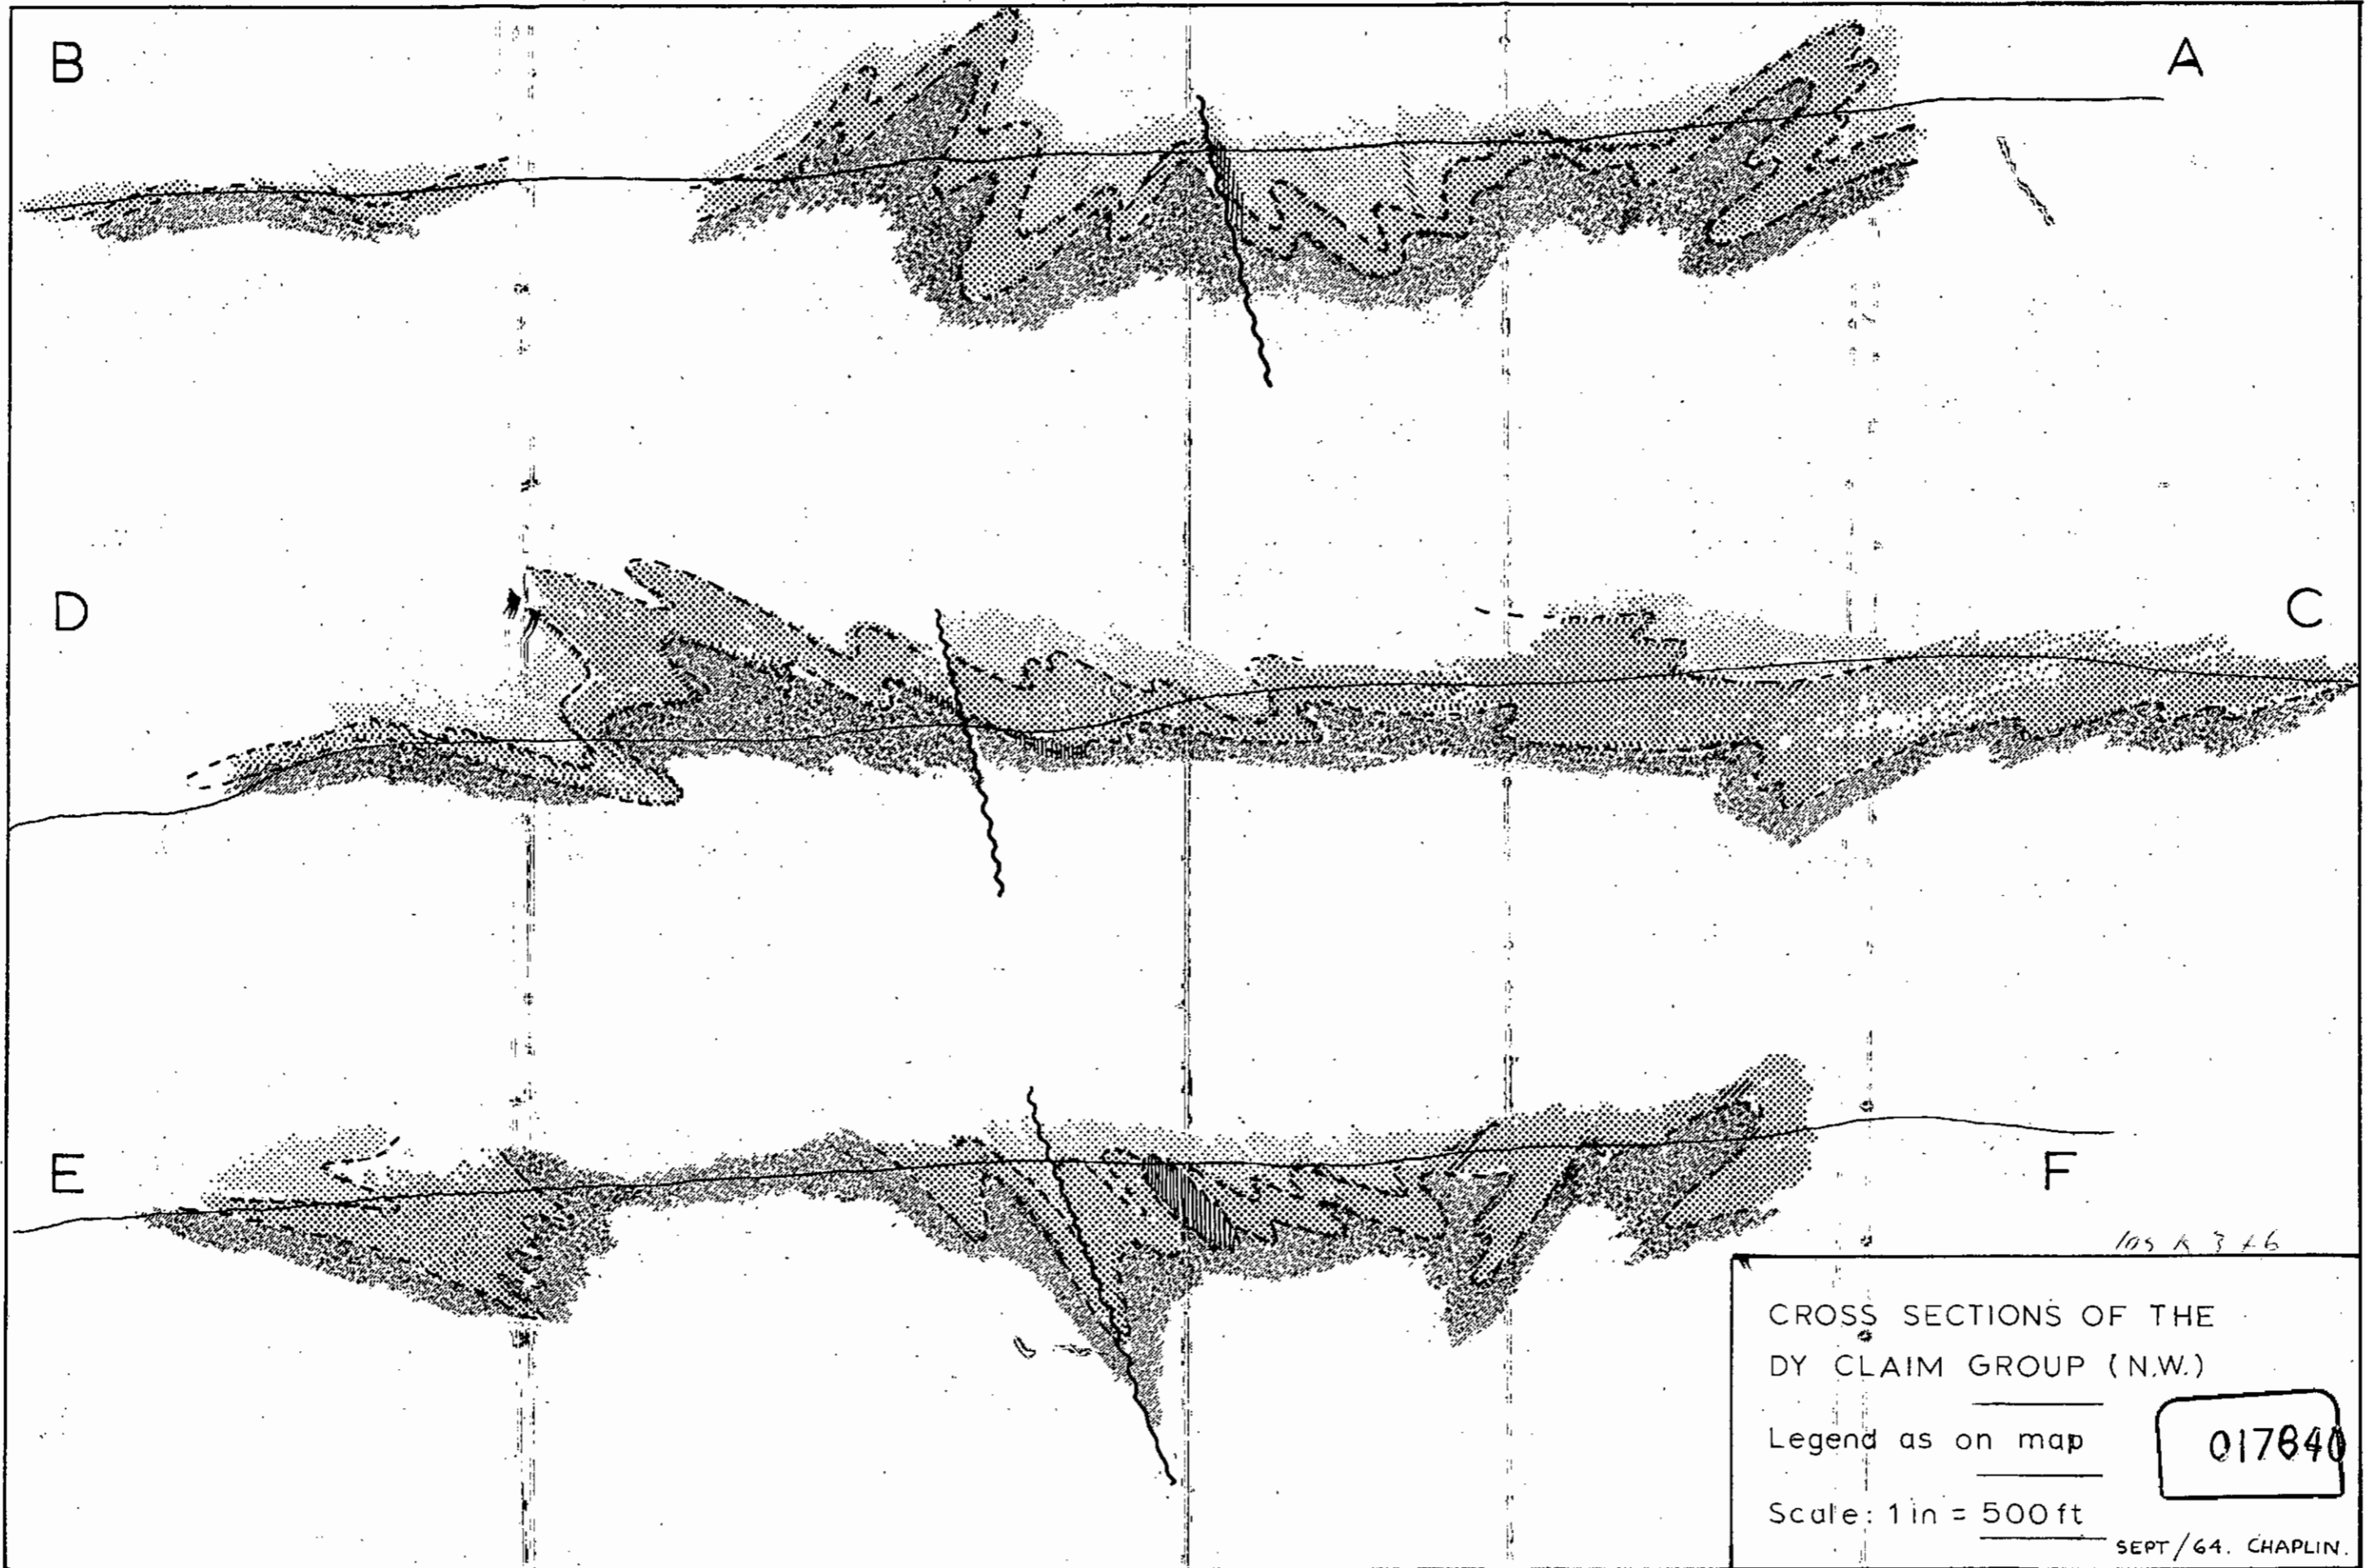 B
A
D
C
E
F
CROSS SECTIONS OF THE
DY CLAIM GROUP (N.W.)
Legend as on map
017640
Scale: 1 in = 500 ft
SEPT/64. CHAPLIN.